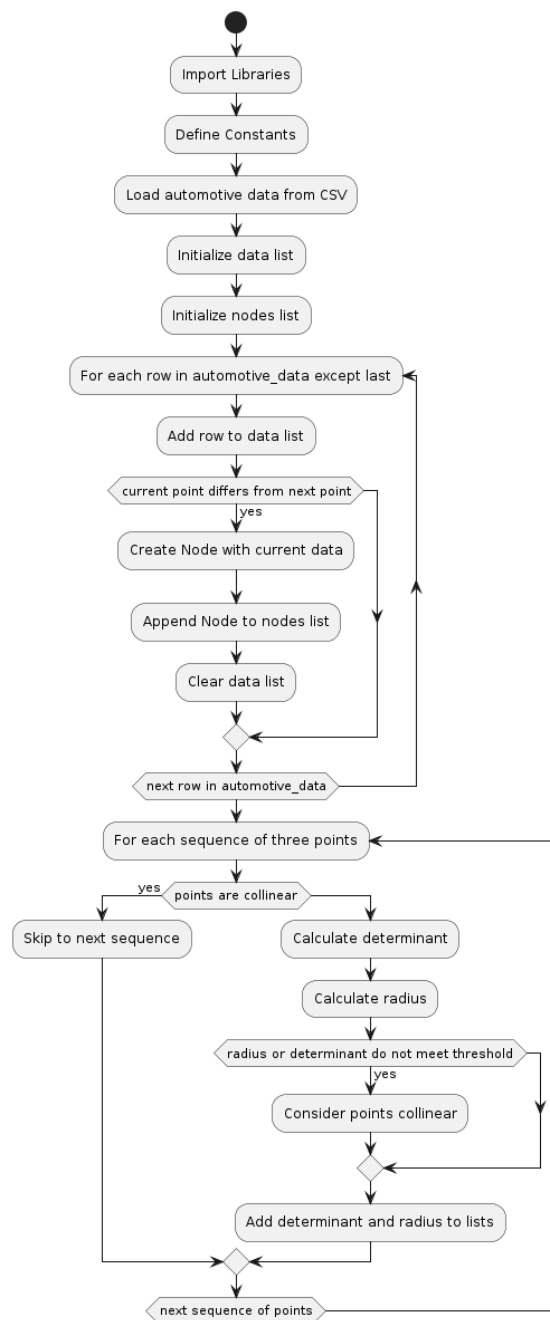 Import Libraries
Define Constants
Load automotive data from CSV
Initialize data list
Initialize nodes list
For each row in automotive_data except last
Add row to data list
current point differs from next point
yes
Create Node with current data
Append Node to nodes list
Clear data list
next row in automotive_data
For each sequence of three points
yes
points are collinear
Skip to next sequence
Calculate determinant
Calculate radius
radius or determinant do not meet threshold
yes
Consider points collinear
Add determinant and radius to lists
next sequence of points